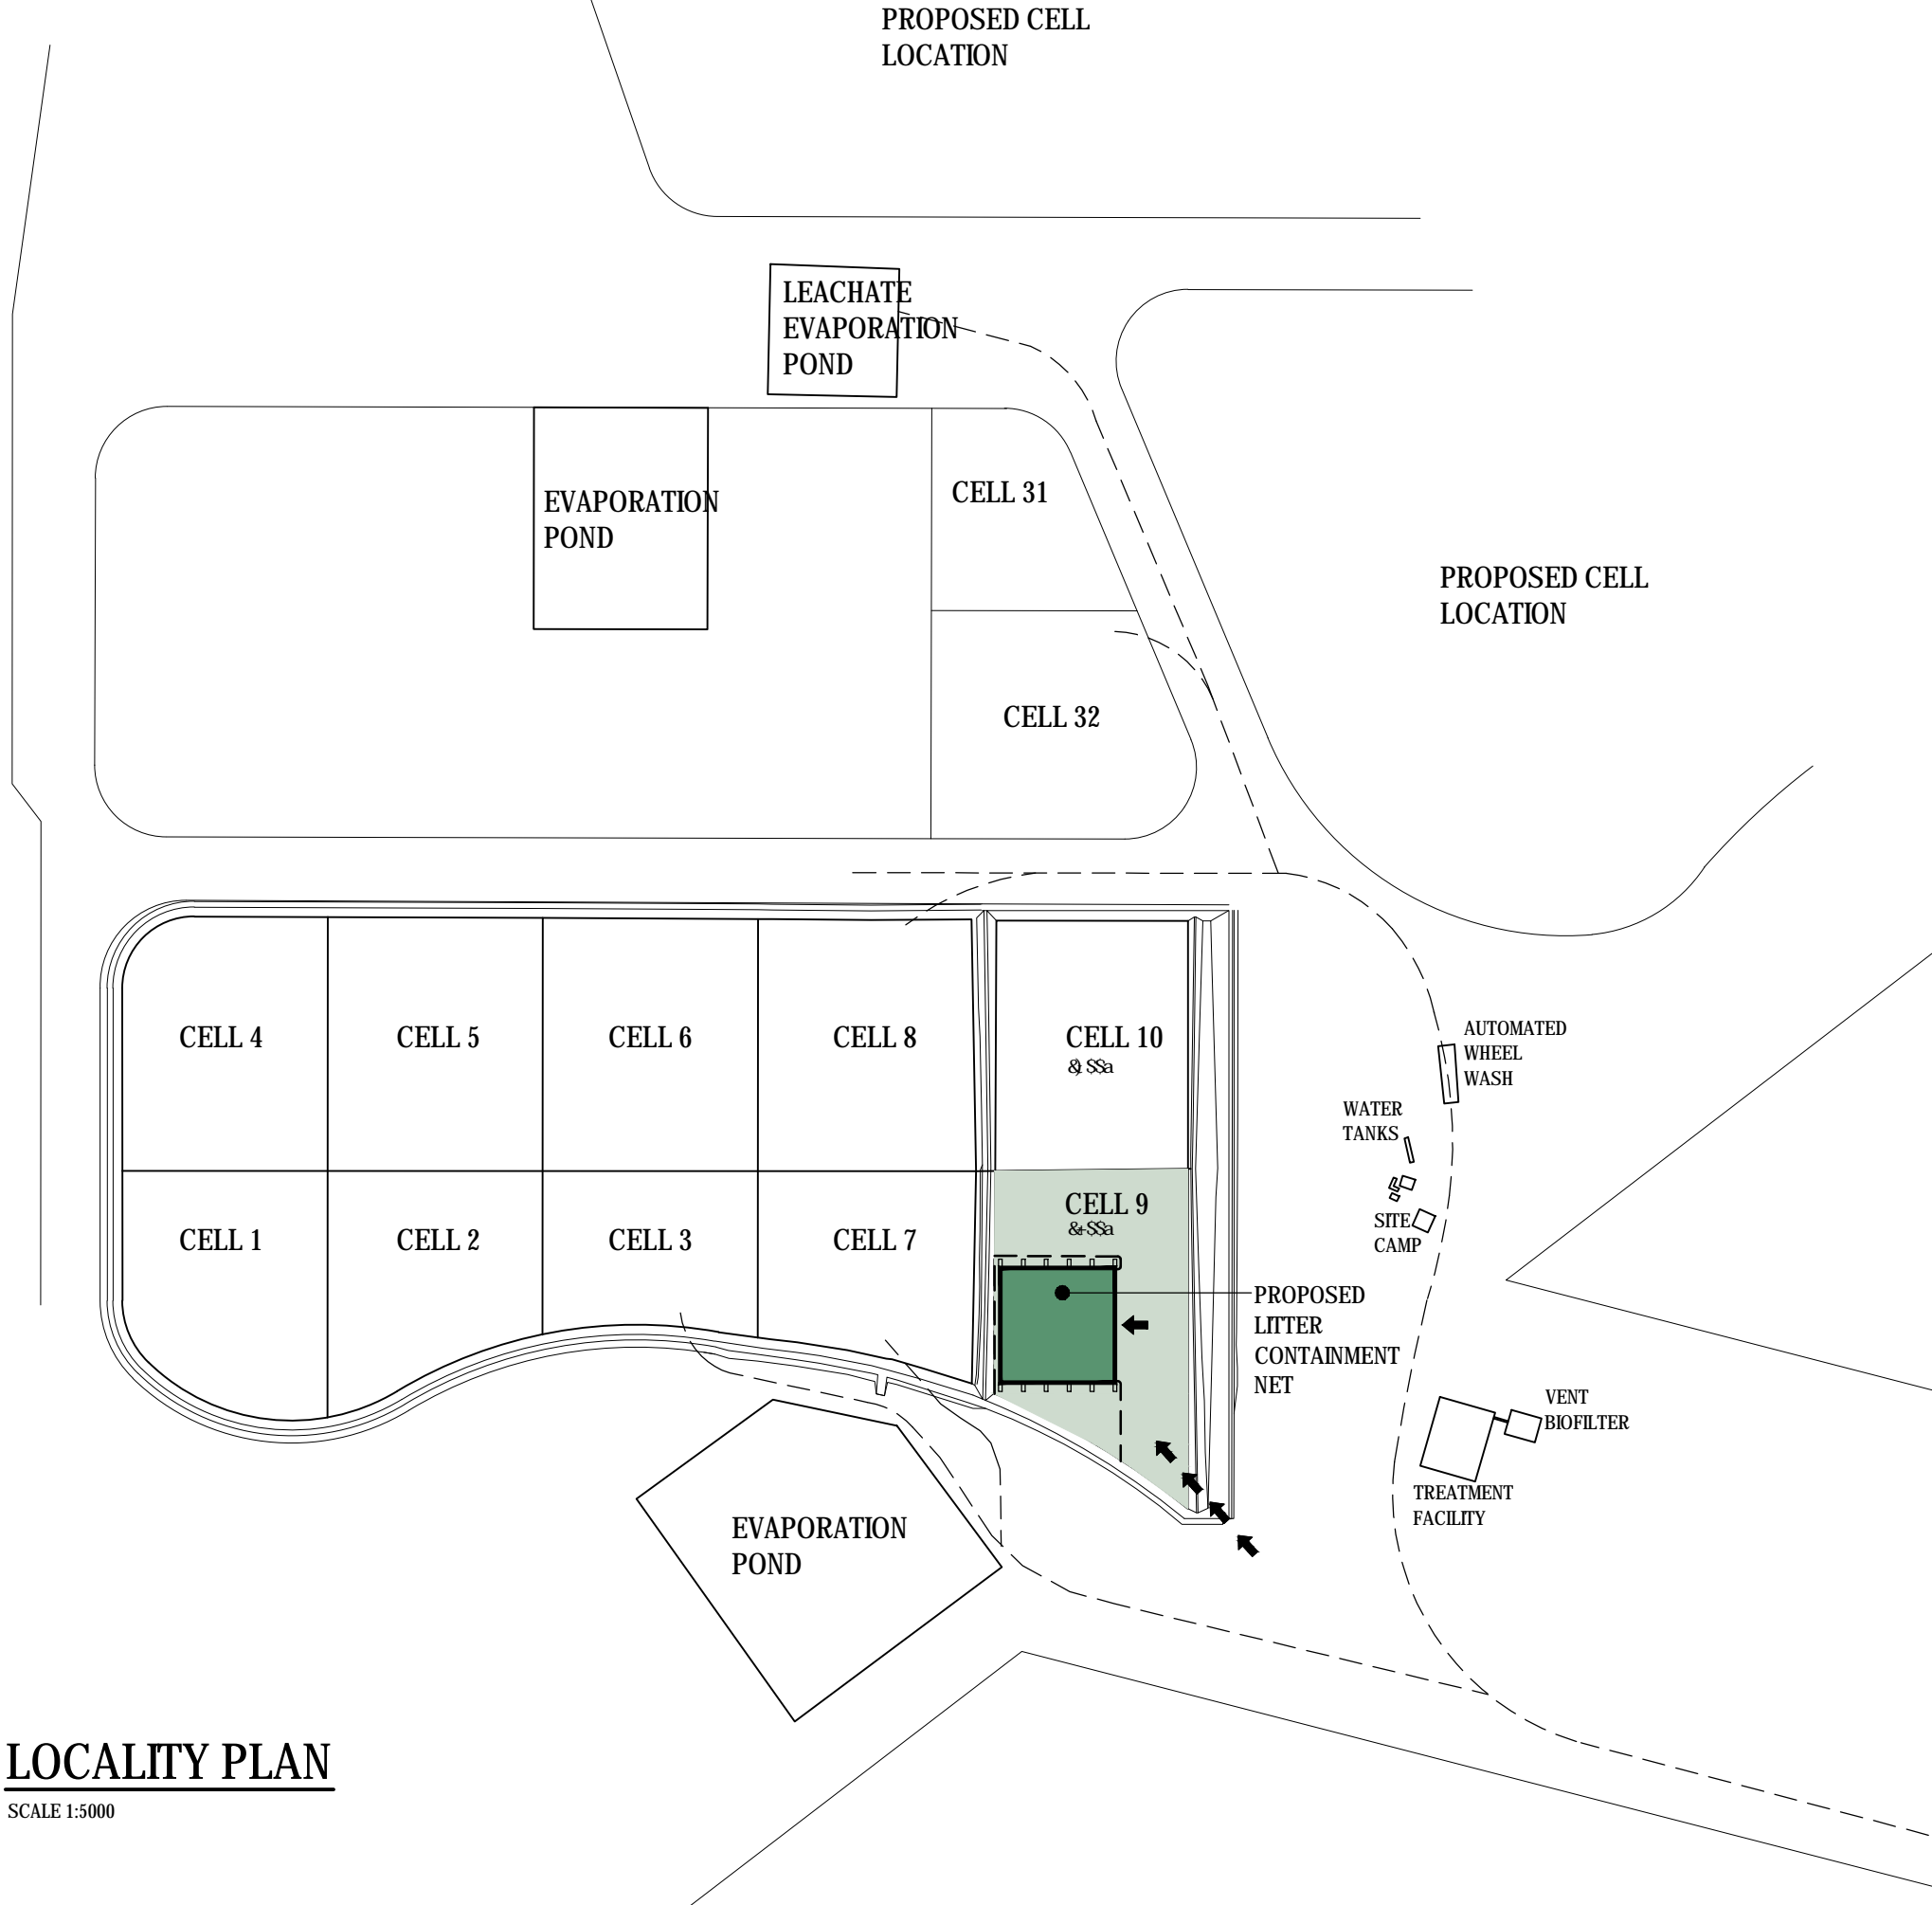 PROPOSED CELL
LOCATION
LEACHATE
EVAPORATION
POND
EVAPORATION
POND
CELL 31
PROPOSED CELL
LOCATION
CELL 32
CELL 4
CELL 5
CELL 6
CELL 8
CELL 10
AUTOMATED
WHEEL
WASH
WATER
TANKS
CELL 9
SITE
CAMP
CELL 1
CELL 2
CELL 3
CELL 7
PROPOSED
LITTER
CONTAINMENT
NET
VENT
BIOFILTER
TREATMENT
FACILITY
EVAPORATION
POND
LOCALITY PLAN
SCALE 1:5000